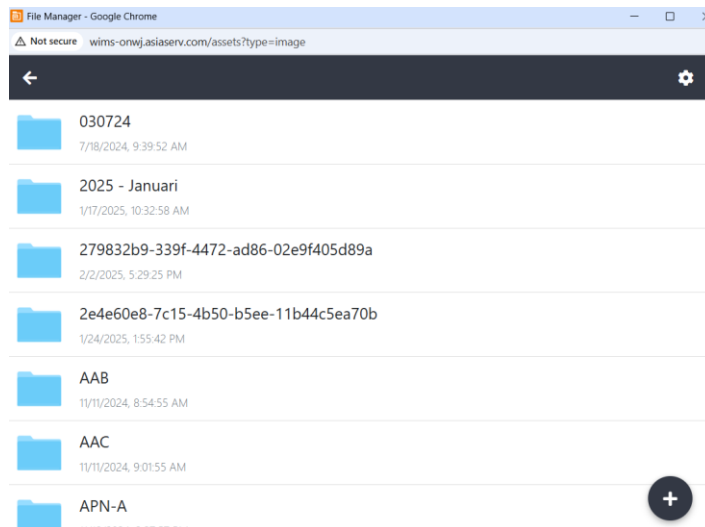 File Manager - Google Chrome
Not secure wims-onwj.asiaserv.com/assets?type=image
030724
7/18/2024, 9:39:52 AM
2025 - Januari
1/17/2025, 10:32:58 AM
279832b9-339f-4472-ad86-02e9f405d89a
2/2/2025, 5:29:25 PM
2e4e60e8-7c15-4b50-b5ee-11b44c5ea70b
1/24/2025, 1:55:42 PM
AAB
11/11/2024, 8:54:55 AM
AAC
11/11/2024, 9:01:55 AM
APN-A